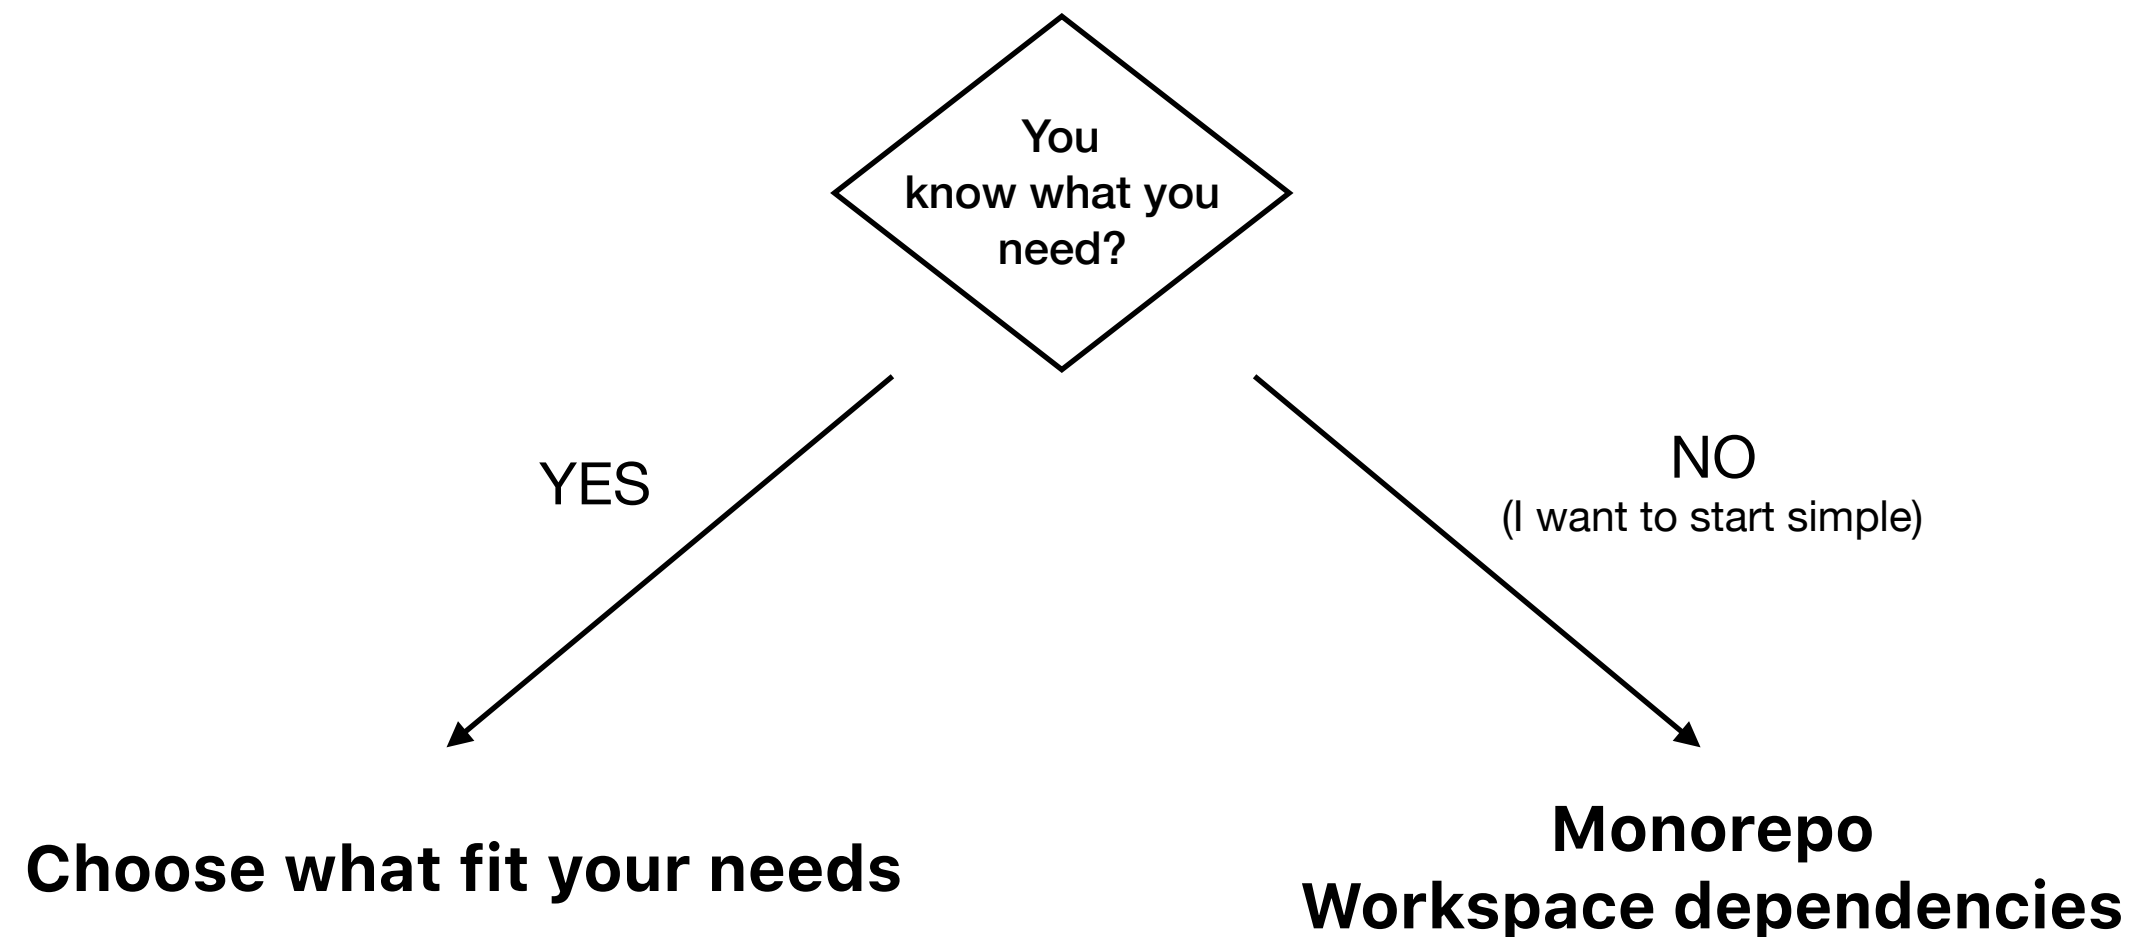 You
know what you
need?
YES
NO
(I want to start simple)
Choose what fit your needs
Monorepo
Workspace dependencies